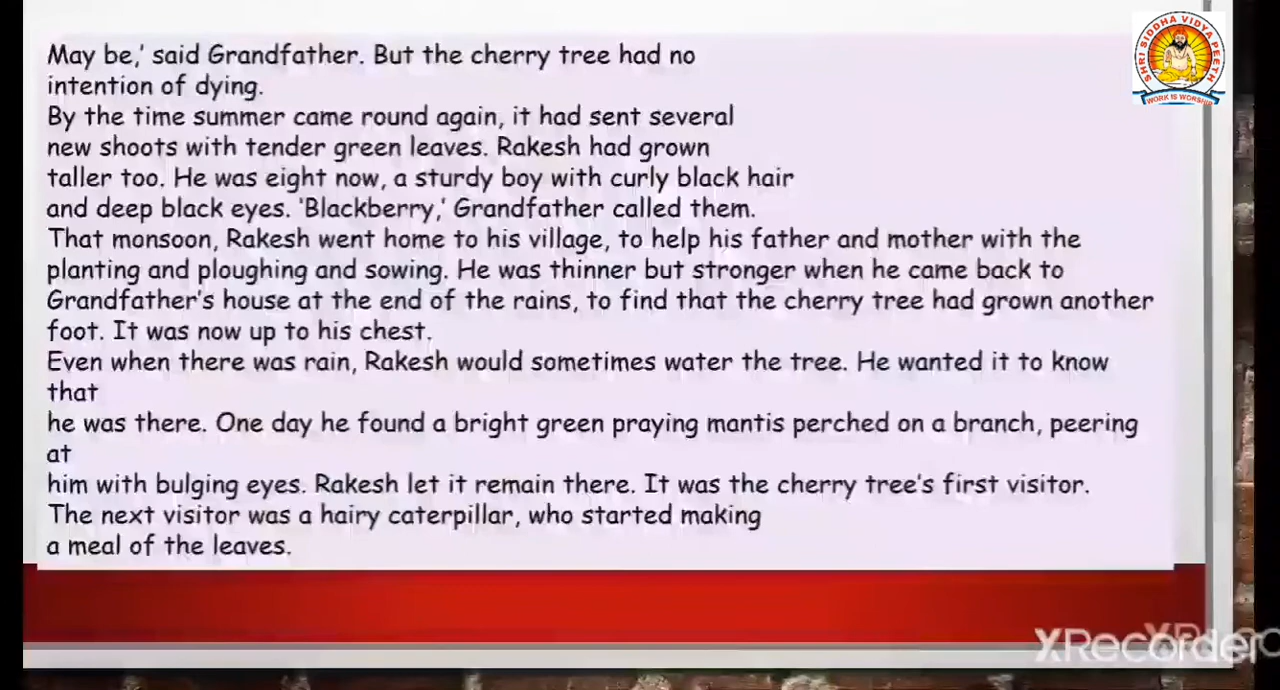 May be,' said Grandfather. But the cherry tree had no
intention of dying.
By the time summer came round again, it had sent several
new shoots with tender green leaves. Rakesh had grown
taller too. He was eight now, a sturdy boy with curly black hair
and deep black eyes. 'Blackberry,' Grandfather called them.
That monsoon, Rakesh went home to his village, to help his father and mother with the
planting and ploughing and sowing. He was thinner but stronger when he came back to
Grandfather's house at the end of the rains, to find that the cherry tree had grown another
foot. It was now up to his chest.
Even when there was rain, Rakesh would sometimes water the tree. He wanted it to know
that
he was there. One day he found a bright green praying mantis perched on a branch, peering
at
him with bulging eyes. Rakesh let it remain there. It was the cherry tree's first visitor.
The next visitor was a hairy caterpillar, who started making
a meal of the leaves.
SHRI SIDDHA VIDYA PEETH
WORK IS WORSHIP
XRecorder